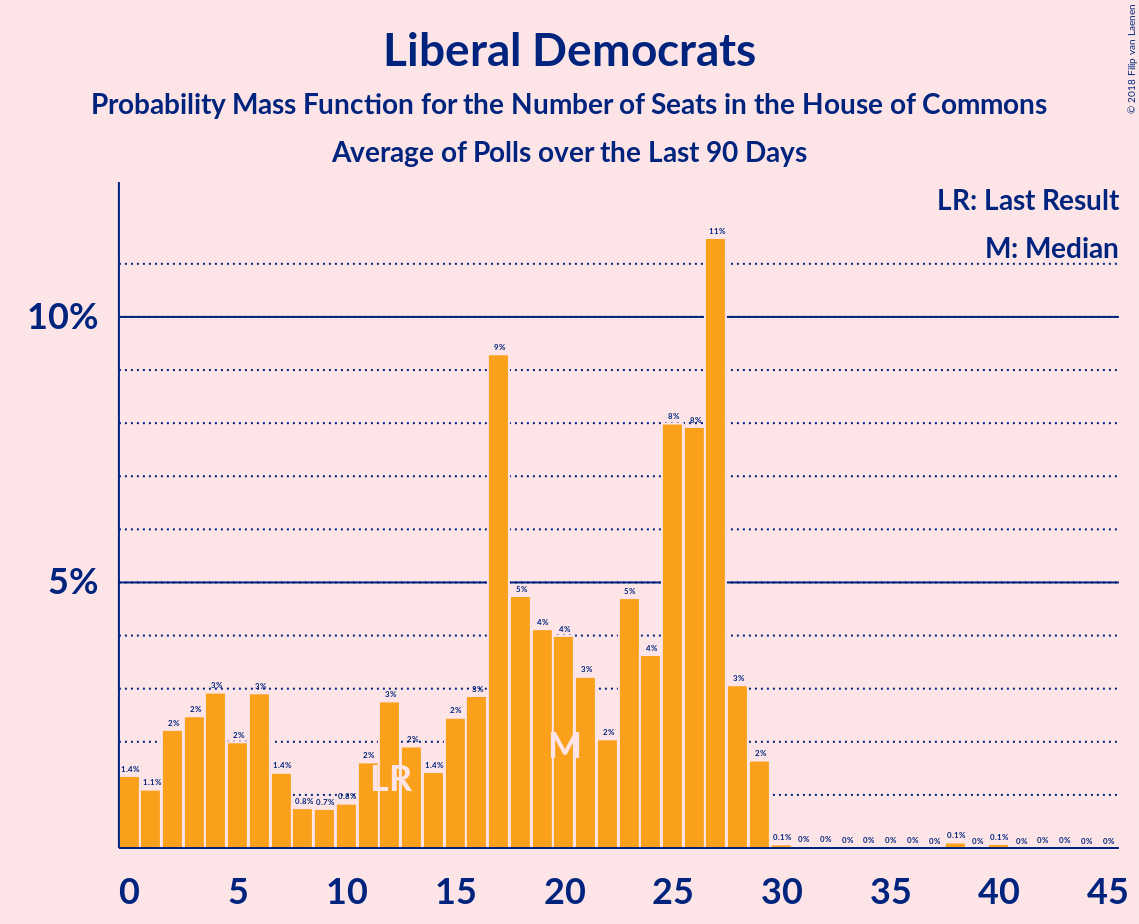 © 2018 Filip van Laenen
Liberal Democrats
Probability Mass Function for the Number of Seats in the House of Commons
Average of Polls over the Last 90 Days
LR: Last Result
M: Median
10%
5%
1.4% 1.1% 2% 2% 3% 2% 3% 1.4% 0.8% 0.7% 0.8% 2% 3% 2% 1.4% 2% 3% 9% 5% 4% 4% 3% 2% 5% 4% 8% 8% 11% 3% 2% 0.1% 0% 0% 0% 0% 0% 0% 0% 0.1% 0% 0.1% 0% 0% 0% 0% 0%
LR
M
0 5 10 15 20 25 30 35 40 45